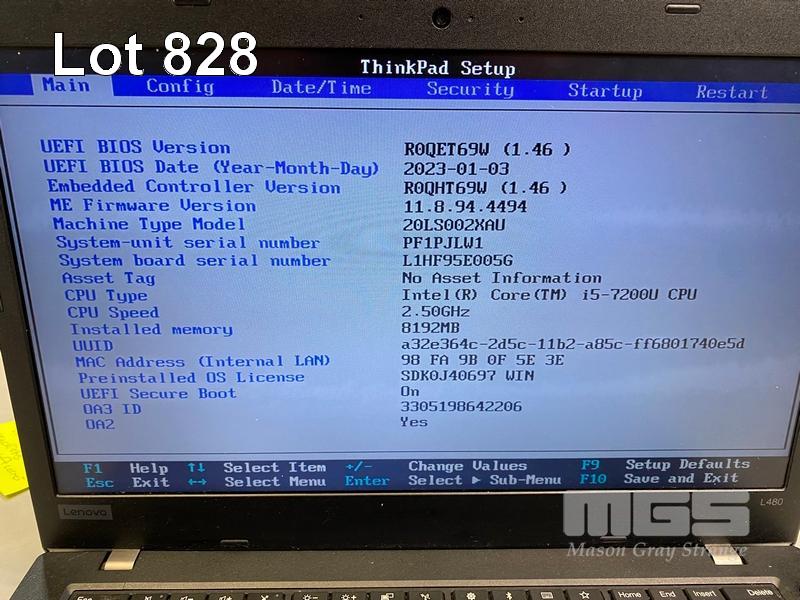 Lot 828
ThinkPad Setup
Main Config Date/Time Security Startup Restart
UEFI BIOS Version R0QET69W (1.46 )
UEFI BIOS Date (Year-Month-Day) 2023-01-03
Embedded Controller Version R0QHT69W (1.46 )
ME Firmware Version 11.8.94.4494
Machine Type Model 20LS002XAU
System-unit serial number PF1PJLW1
System board serial number L1HF95E005G
Asset Tag No Asset Information
CPU Type Intel(R) Core(TM) i5-7200U CPU
CPU Speed 2.50GHz
Installed memory 8192MB
UUID a32e364c-2d5c-11b2-a85c-ff6801740e5d
MAC Address (Internal LAN) 98 FA 9B 0F 5E 3E
Preinstalled OS License SDK0J40697 WIN
UEFI Secure Boot On
OA3 ID 3305198642206
OA2 Yes
F1 Help ↑↓ Select Item +/- Change Values F9 Setup Defaults
Esc Exit ←→ Select Menu Enter Select ▶ Sub-Menu F10 Save and Exit
Lenovo L480
MGS
Mason Gray Strange
Esc Home End Insert Delete